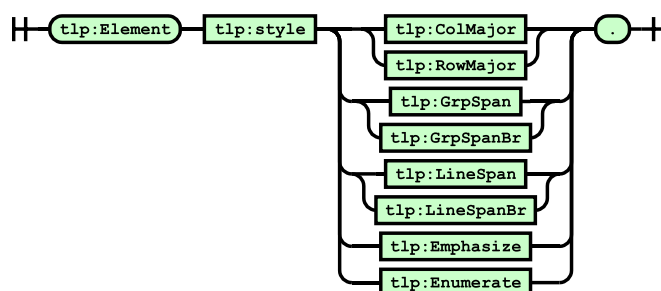 tlp:Element tlp:style tlp:ColMajor .
tlp:RowMajor
tlp:GrpSpan
tlp:GrpSpanBr
tlp:LineSpan
tlp:LineSpanBr
tlp:Emphasize
tlp:Enumerate